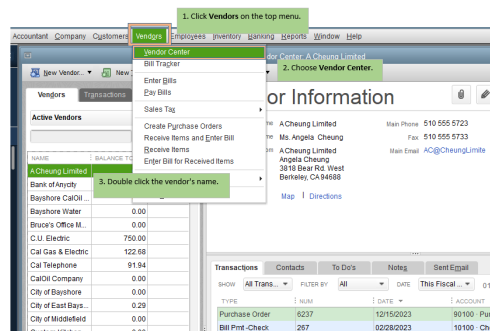 1. Click Vendors on the top menu.
Accountant Company Customers Vendors Employees Inventory Banking Reports Window Help
Vendor Center
dor Center: A Cheung Limited
New Vendor...
New
Bill Tracker
2. Choose Vendor Center.
Enter Bills
Pay Bills
Vendors
Transactions
or Information
Active Vendors
Sales Tax
Create Purchase Orders
Receive Items and Enter Bill
Receive Items
Enter Bill for Received Items
me A Cheung Limited
Main Phone 510 555 5723
me Ms. Angela Cheung
Fax 510 555 5733
om A Cheung Limited
Main Email AC@CheungLimite
Angela Cheung
3818 Bear Rd. West
Berkeley, CA 94688
Map | Directions
NAME
BALANCE TO
A Cheung Limited
3. Double click the vendor's name.
Bank of Anycity
Bayshore CalOil ...
Bayshore Water 0.00
Bruce's Office M... 0.00
C.U. Electric 750.00
Cal Gas & Electric 122.68
Cal Telephone 91.94
CalOil Company 0.00
City of Bayshore 0.00
City of East Bays... 0.29
City of Middlefield 0.00
0.00
Transactions Contacts To Do's Notes Sent Email
SHOW All Trans... FILTER BY All DATE This Fiscal ... 01
TYPE NUM DATE ACCOUNT
Purchase Order 6237 12/15/2023 90100 · Pur
Bill Pmt -Check 267 02/28/2023 10100 · Che